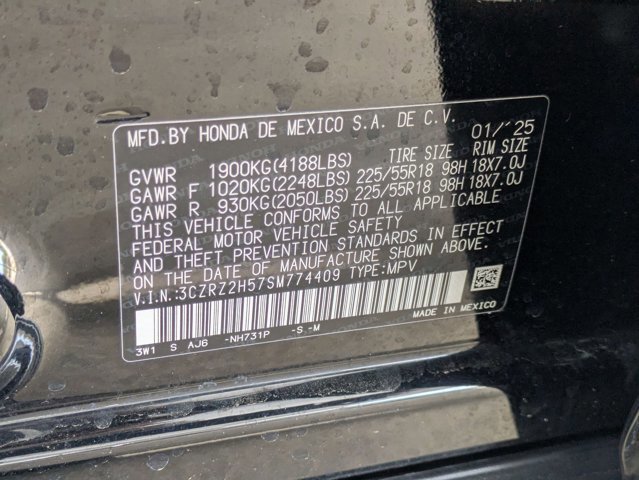 MFD.BY HONDA DE MEXICO S.A. DE C.V. 01/'25
TIRE SIZE RIM SIZE
GVWR 1900KG(4188LBS)
GAWR F 1020KG(2248LBS) 225/55R18 98H 18X7.0J
GAWR R 930KG(2050LBS) 225/55R18 98H 18X7.0J
THIS VEHICLE CONFORMS TO ALL APPLICABLE
FEDERAL MOTOR VEHICLE SAFETY
AND THEFT PREVENTION STANDARDS IN EFFECT
ON THE DATE OF MANUFACTURE SHOWN ABOVE.
V.I.N.:3CZRZ2H57SM774409 TYPE:MPV
MADE IN MEXICO
3W1 S AJ6 -NH731P -S.-M